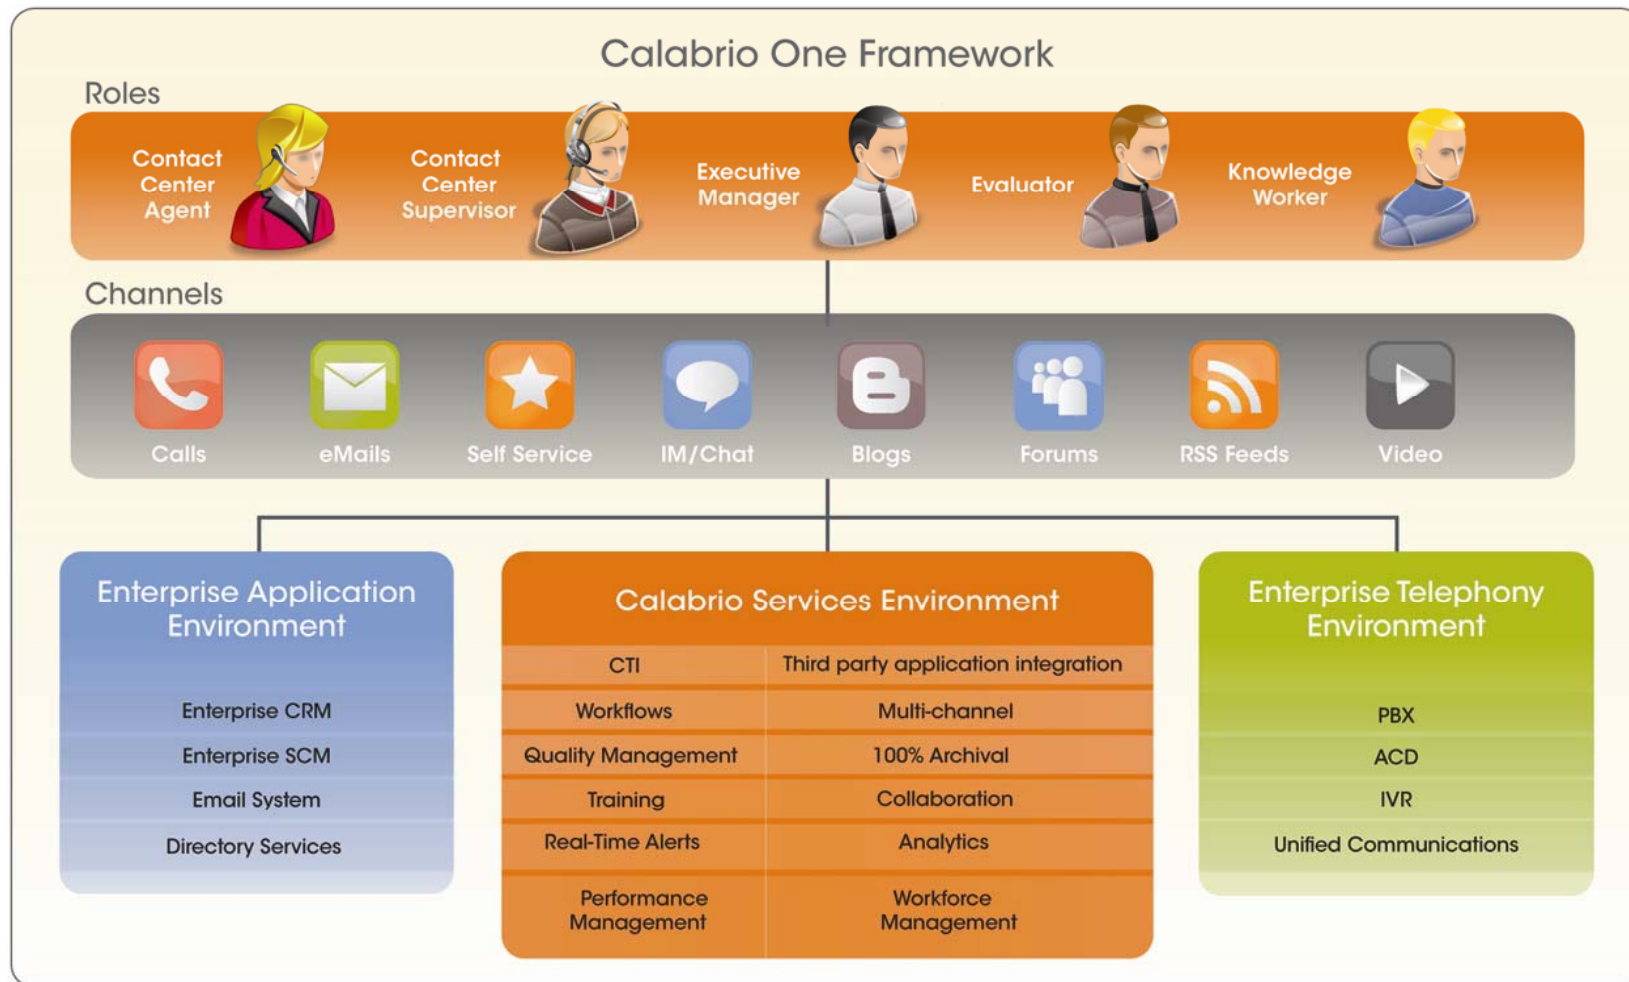 Calabrio One Framework
Roles
Contact
Center
Agent
Contact
Center
Supervisor
Executive
Manager
Evaluator
Knowledge
Worker
Channels
Calls
eMails
Self Service
IM/Chat
Blogs
Forums
RSS Feeds
Video
Enterprise Application
Environment
Enterprise CRM
Enterprise SCM
Email System
Directory Services
Calabrio Services Environment
CTI
Third party application integration
Workflows
Multi-channel
Quality Management
100% Archival
Training
Collaboration
Real-Time Alerts
Analytics
Performance
Management
Workforce
Management
Enterprise Telephony
Environment
PBX
ACD
IVR
Unified Communications